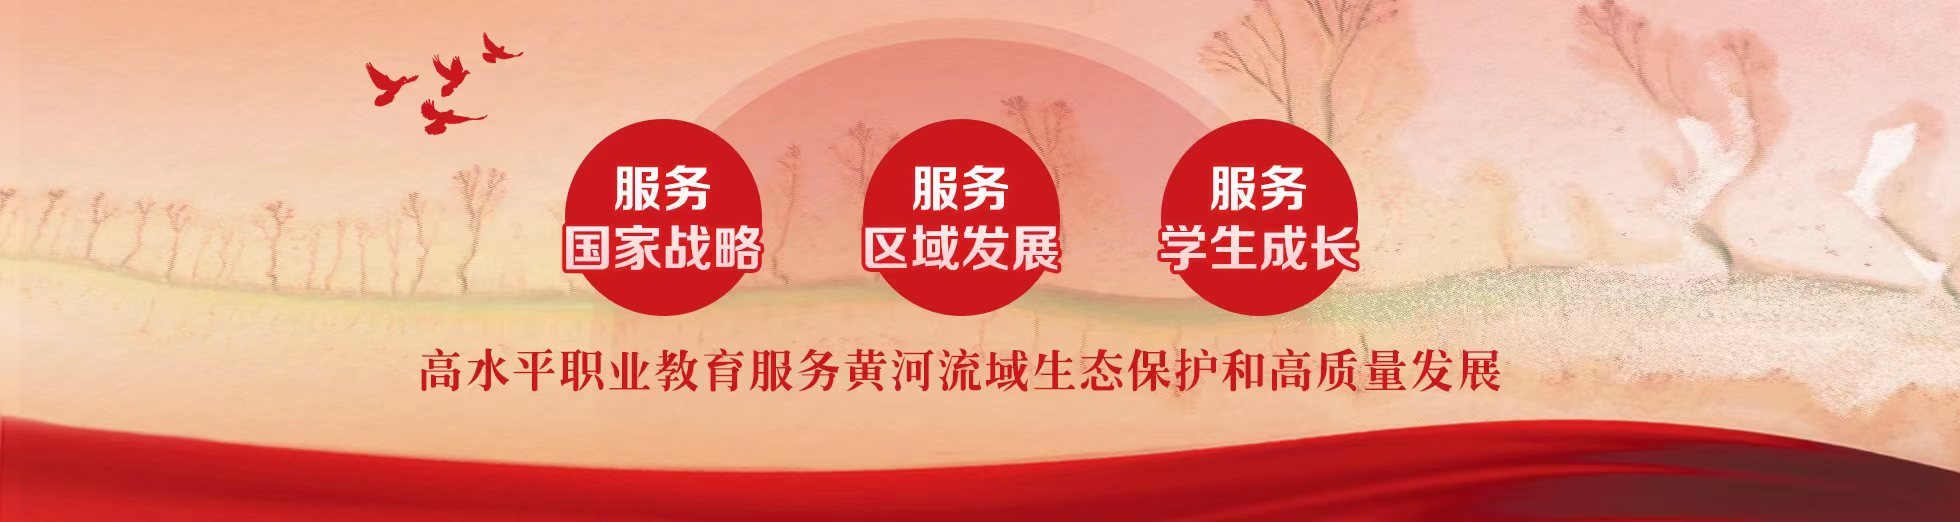 服务
国家战略
服务
区域发展
服务
学生成长
高水平职业教育服务黄河流域生态保护和高质量发展